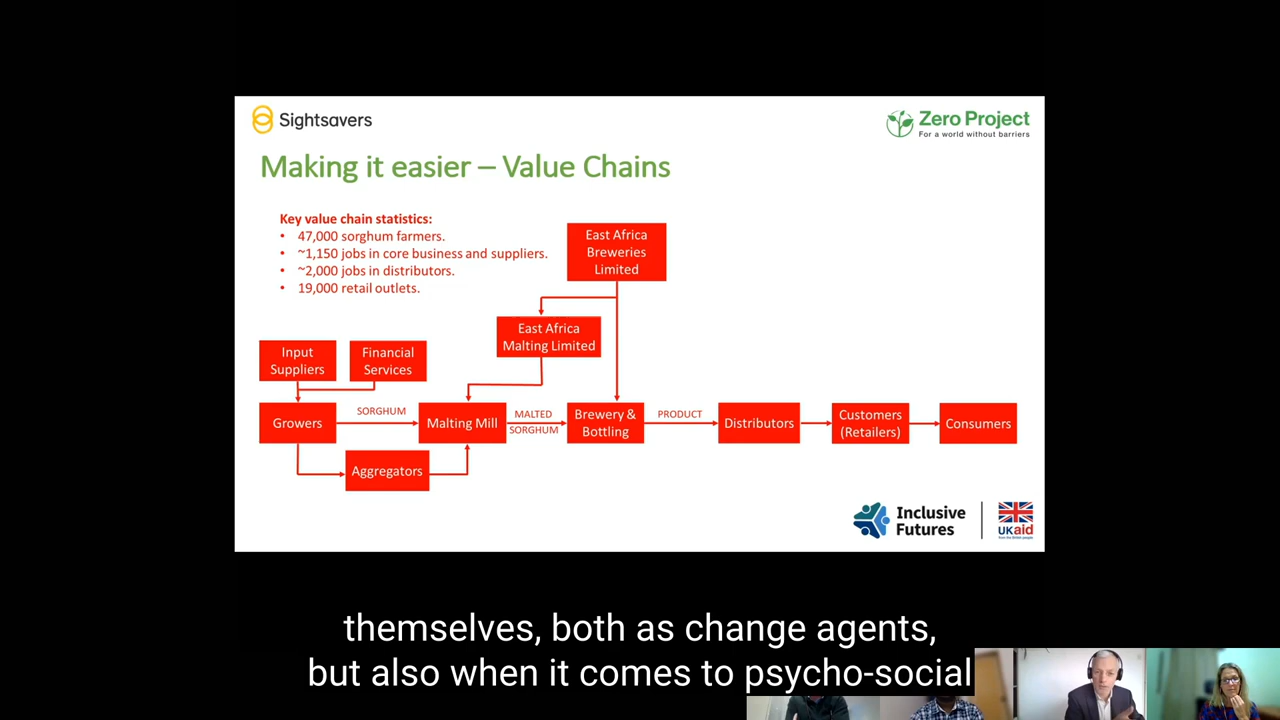 Sightsavers
Zero Project
For a world without barriers
Making it easier – Value Chains
Key value chain statistics:
• 47,000 sorghum farmers.
• ~1,150 jobs in core business and suppliers.
• ~2,000 jobs in distributors.
• 19,000 retail outlets.
East Africa
Breweries
Limited
East Africa
Malting Limited
Input
Suppliers
Financial
Services
Growers
SORGHUM
Malting Mill
MALTED
SORGHUM
Brewery &
Bottling
PRODUCT
Distributors
Customers
(Retailers)
Consumers
Aggregators
Inclusive
Futures
UKaid
from the British people
themselves, both as change agents,
but also when it comes to psycho-social